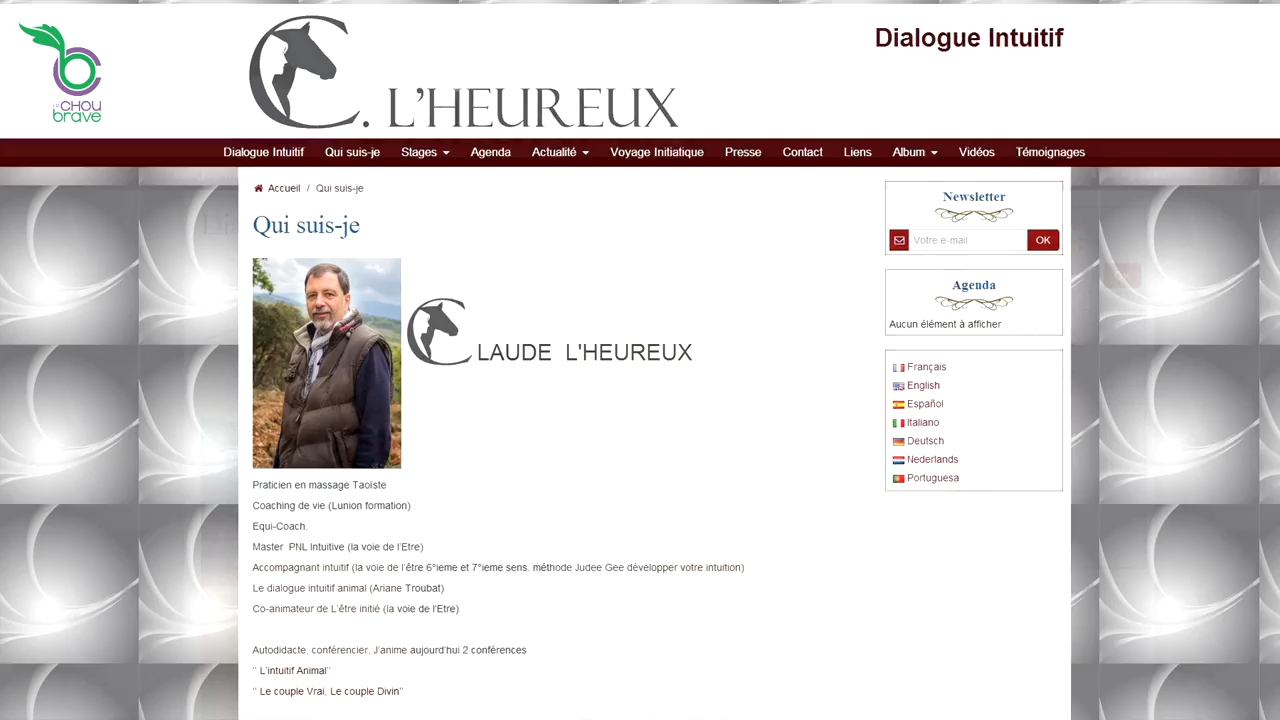 Dialogue Intuitif
LE CHOU
brave
C. L'HEUREUX
Dialogue Intuitif Qui suis-je Stages Agenda Actualité Voyage Initiatique Presse Contact Liens Album Vidéos Témoignages
Accueil / Qui suis-je
Qui suis-je
CLAUDE L'HEUREUX
Praticien en massage Taoïste
Coaching de vie (Lunion formation)
Equi-Coach.
Master PNL Intuitive (la voie de l'Etre)
Accompagnant intuitif (la voie de l'être 6°ieme et 7°ieme sens. méthode Judee Gee développer votre intuition)
Le dialogue intuitif animal (Ariane Troubat)
Co-animateur de L'être initié (la voie de l'Etre)
Autodidacte, conférencier, J'anime aujourd'hui 2 conférences
" L'intuitif Animal"
" Le couple Vrai, Le couple Divin"
Newsletter
Votre e-mail OK
Agenda
Aucun élément à afficher
Français
English
Español
Italiano
Deutsch
Nederlands
Portuguesa